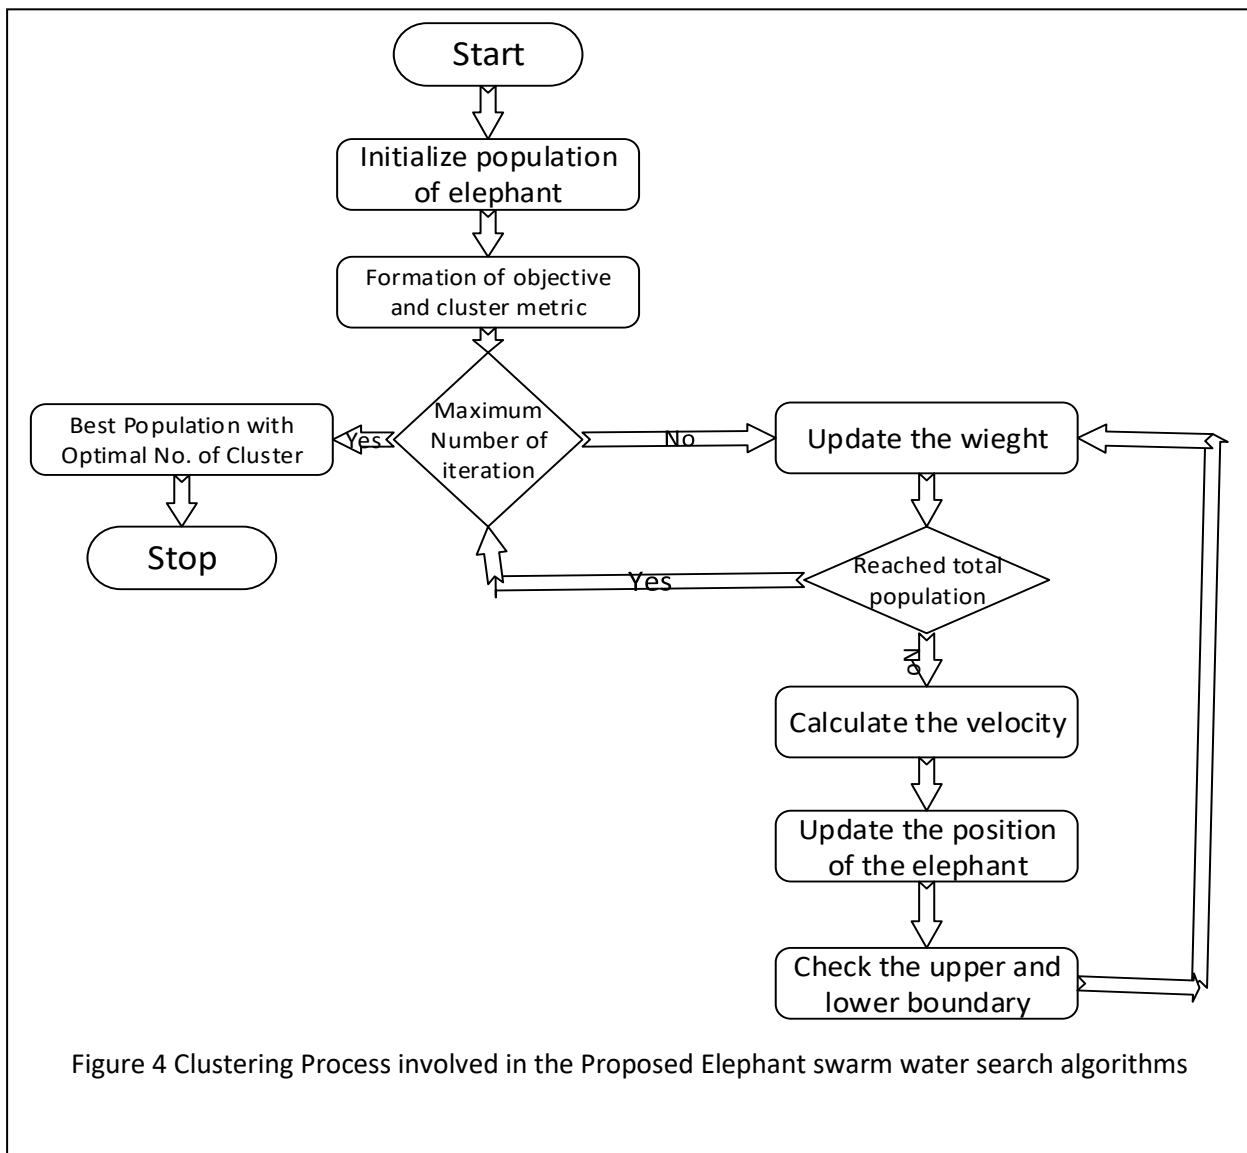 Start
Initialize population
of elephant
Formation of objective
and cluster metric
Maximum
Number of
iteration
Yes
No
Best Population with
Optimal No. of Cluster
Stop
Update the wieght
Reached total
population
Yes
No
Calculate the velocity
Update the position
of the elephant
Check the upper and
lower boundary
Figure 4 Clustering Process involved in the Proposed Elephant swarm water search algorithms